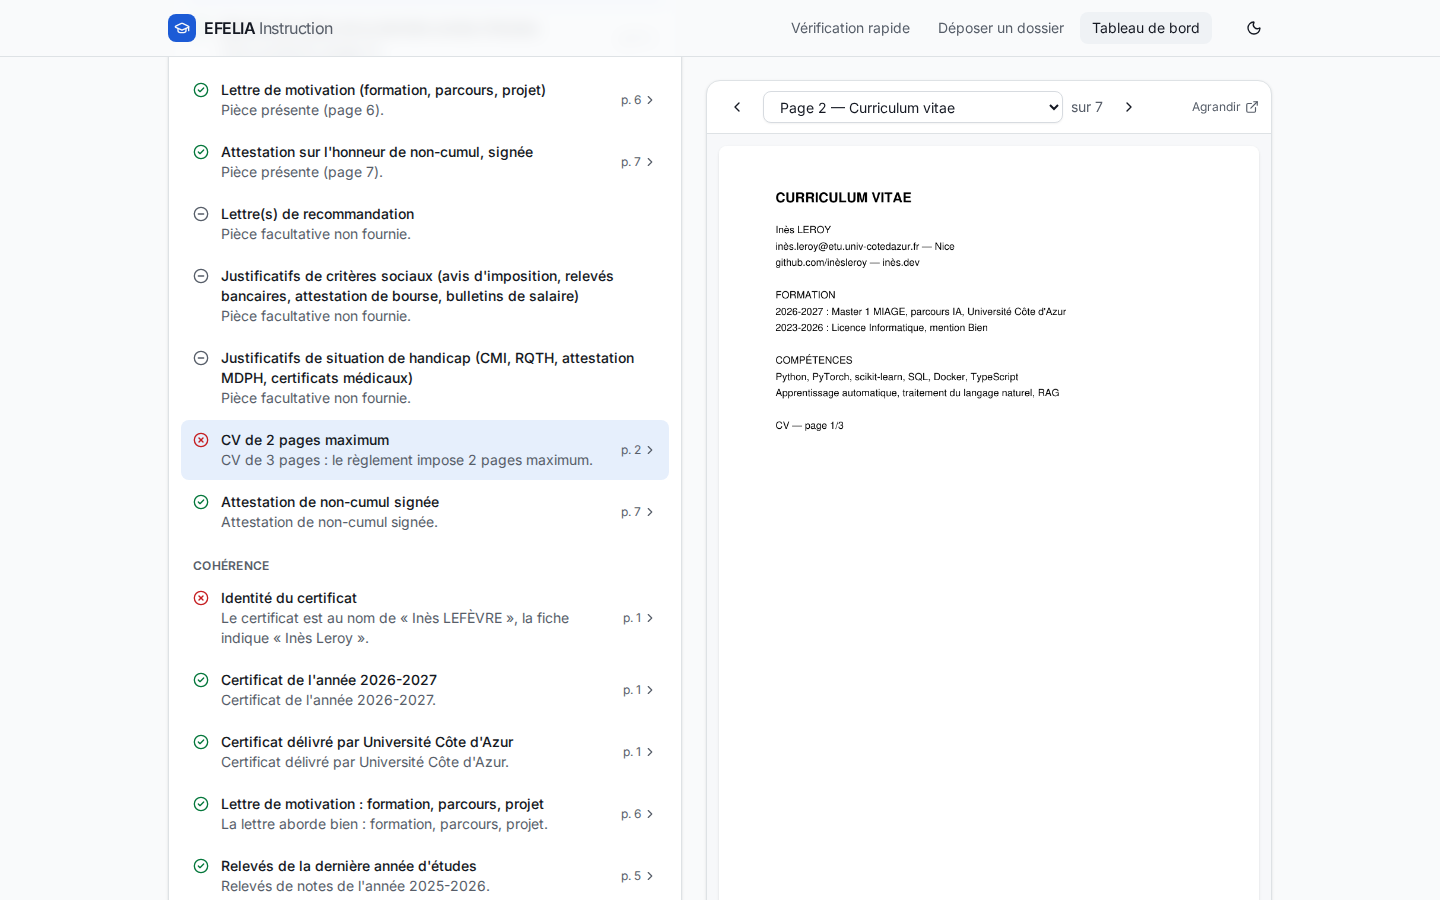 EFELIA Instruction
Vérification rapide
Déposer un dossier
Tableau de bord
Lettre de motivation (formation, parcours, projet)
Pièce présente (page 6).
p. 6
Attestation sur l'honneur de non-cumul, signée
Pièce présente (page 7).
p. 7
Lettre(s) de recommandation
Pièce facultative non fournie.
Justificatifs de critères sociaux (avis d'imposition, relevés
bancaires, attestation de bourse, bulletins de salaire)
Pièce facultative non fournie.
Justificatifs de situation de handicap (CMI, RQTH, attestation
MDPH, certificats médicaux)
Pièce facultative non fournie.
CV de 2 pages maximum
CV de 3 pages : le règlement impose 2 pages maximum.
p. 2
Attestation de non-cumul signée
Attestation de non-cumul signée.
p. 7
COHÉRENCE
Identité du certificat
Le certificat est au nom de « Inès LEFÈVRE », la fiche
indique « Inès Leroy ».
p. 1
Certificat de l'année 2026-2027
Certificat de l'année 2026-2027.
p. 1
Certificat délivré par Université Côte d'Azur
Certificat délivré par Université Côte d'Azur.
p. 1
Lettre de motivation : formation, parcours, projet
La lettre aborde bien : formation, parcours, projet.
p. 6
Relevés de la dernière année d'études
Relevés de notes de l'année 2025-2026.
p. 5
Page 2 — Curriculum vitae
sur 7
Agrandir
CURRICULUM VITAE
Inès LEROY
inès.leroy@etu.univ-cotedazur.fr — Nice
github.com/inèsleroy — inès.dev
FORMATION
2026-2027 : Master 1 MIAGE, parcours IA, Université Côte d'Azur
2023-2026 : Licence Informatique, mention Bien
COMPÉTENCES
Python, PyTorch, scikit-learn, SQL, Docker, TypeScript
Apprentissage automatique, traitement du langage naturel, RAG
CV — page 1/3